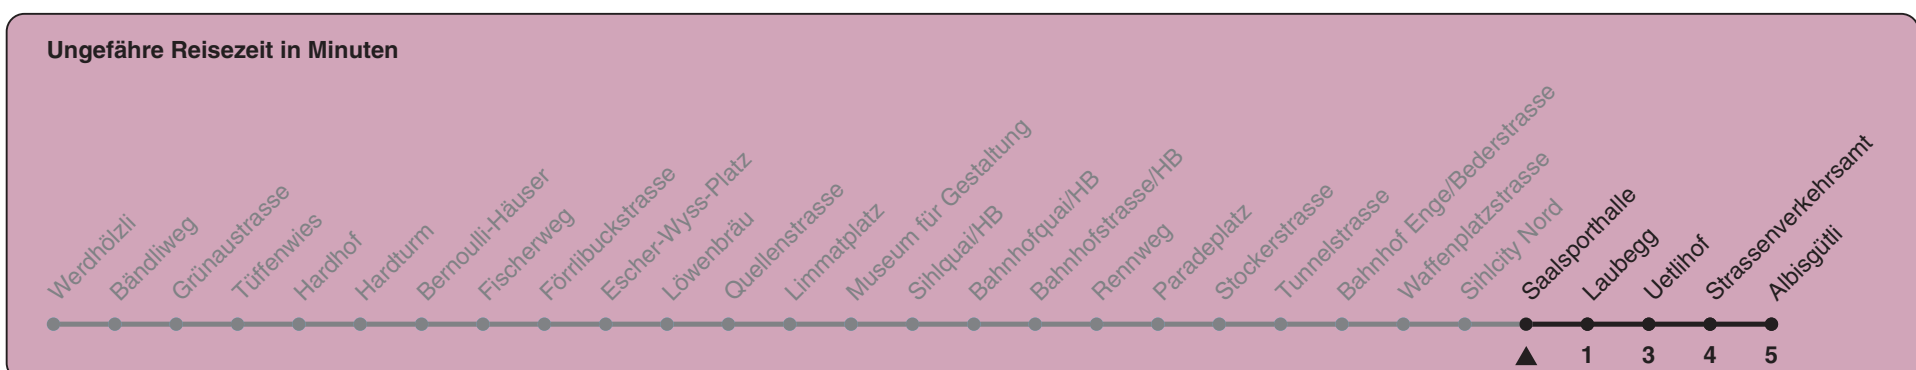 Ungefähre Reisezeit in Minuten
Werdhölzli
Bändliweg
Grünaustrasse
Tüffenwies
Hardhof
Hardturm
Bernoulli-Häuser
Fischerweg
Förrlibuckstrasse
Escher-Wyss-Platz
Löwenbräu
Quellenstrasse
Limmatplatz
Museum für Gestaltung
Sihlquai/HB
Bahnhofquai/HB
Bahnhofstrasse/HB
Rennweg
Paradeplatz
Stockerstrasse
Tunnelstrasse
Bahnhof Enge/Bederstrasse
Waffenplatzstrasse
Sihlcity Nord
Saalsporthalle
Laubegg
Uetlihof
Strassenverkehrsamt
Albisgütli
1 3 4 5